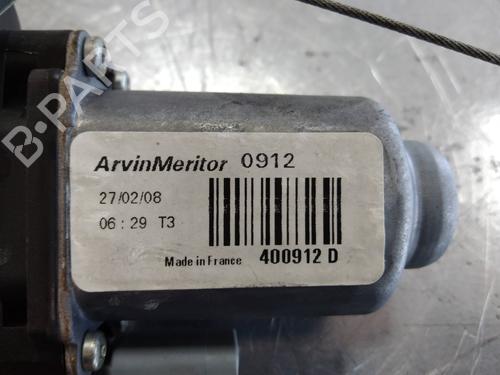 B-PARTS
ArvinMeritor 0912
27/02/08
06 : 29 T3
Made in France 400912 D